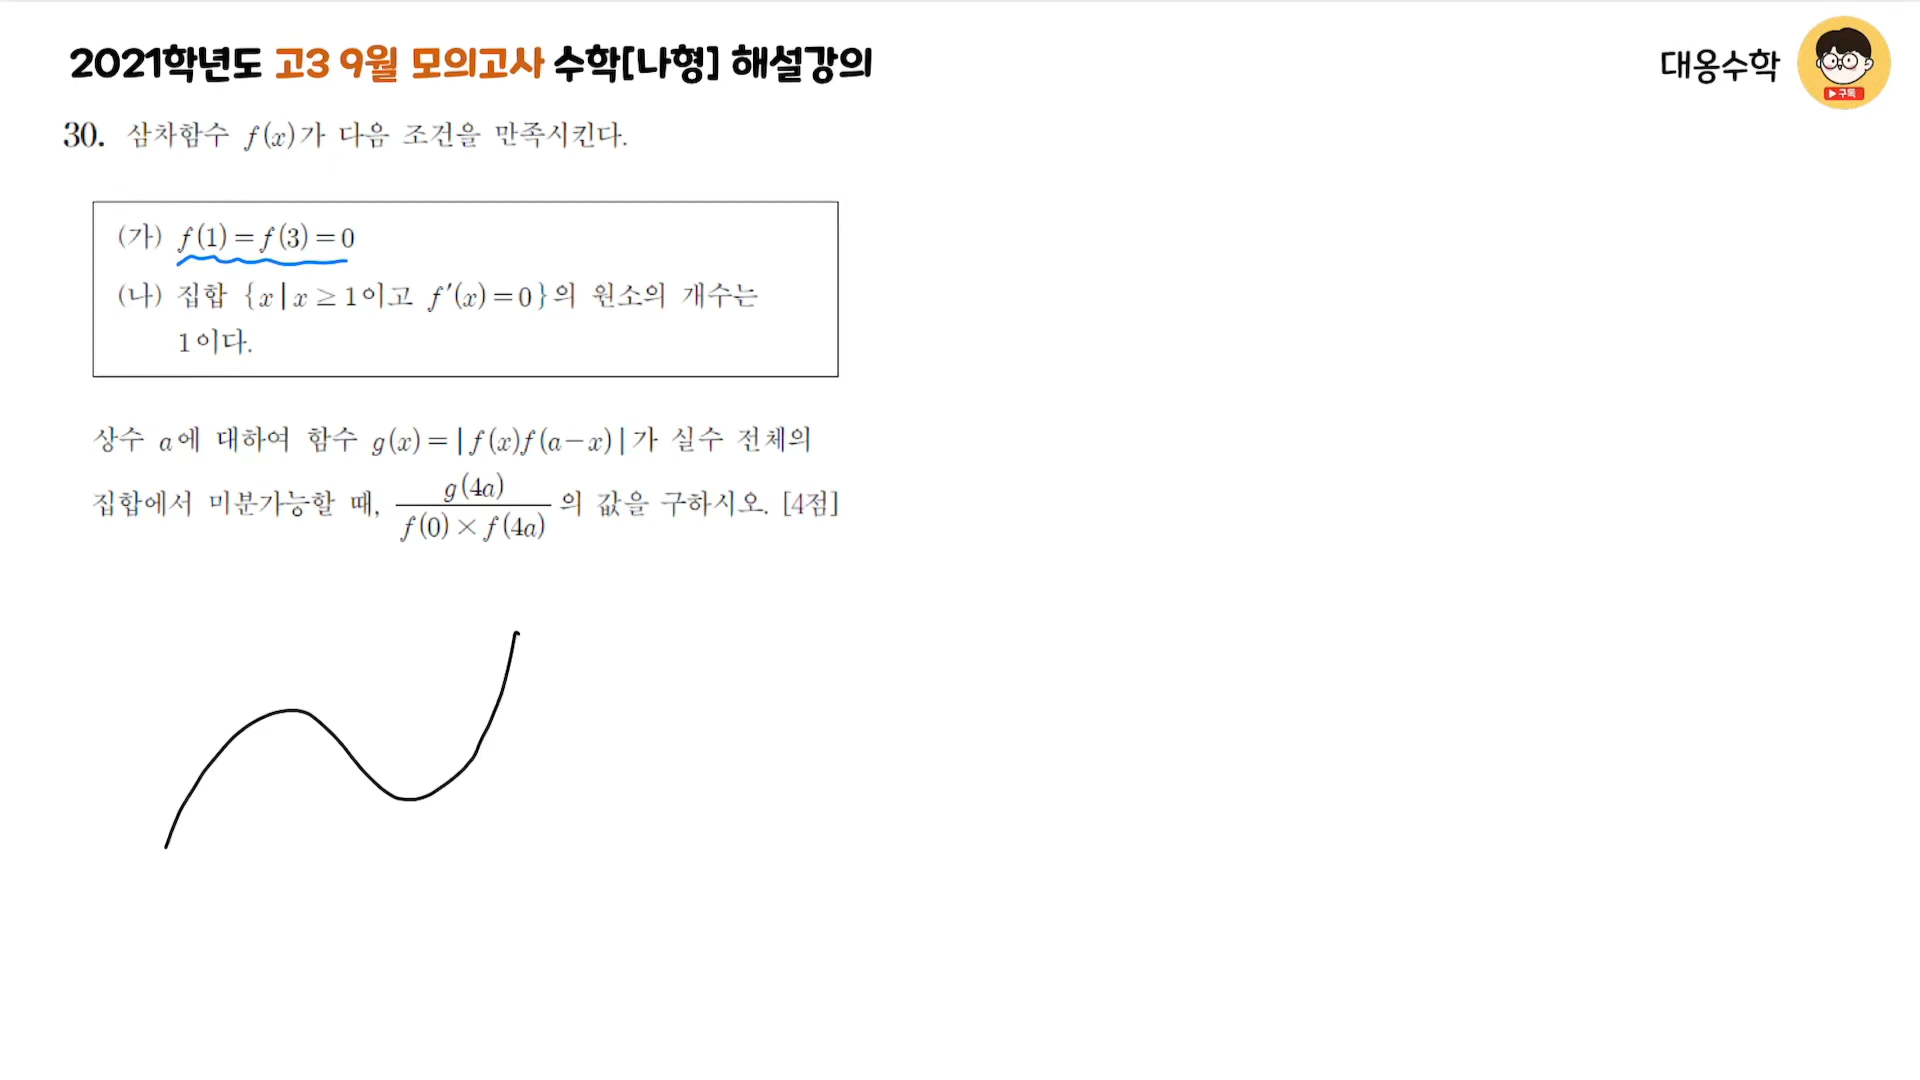 2021학년도 고3 9월 모의고사 수학[나형] 해설강의
대옹수학
구독
30. 삼차함수 f(x)가 다음 조건을 만족시킨다.
(가) f(1)=f(3)=0
(나) 집합 {x|x≥1이고 f′(x)=0}의 원소의 개수는
1이다.
상수 a에 대하여 함수 g(x)=|f(x)f(a-x)|가 실수 전체의
집합에서 미분가능할 때, g(4a)/(f(0)×f(4a)) 의 값을 구하시오. [4점]